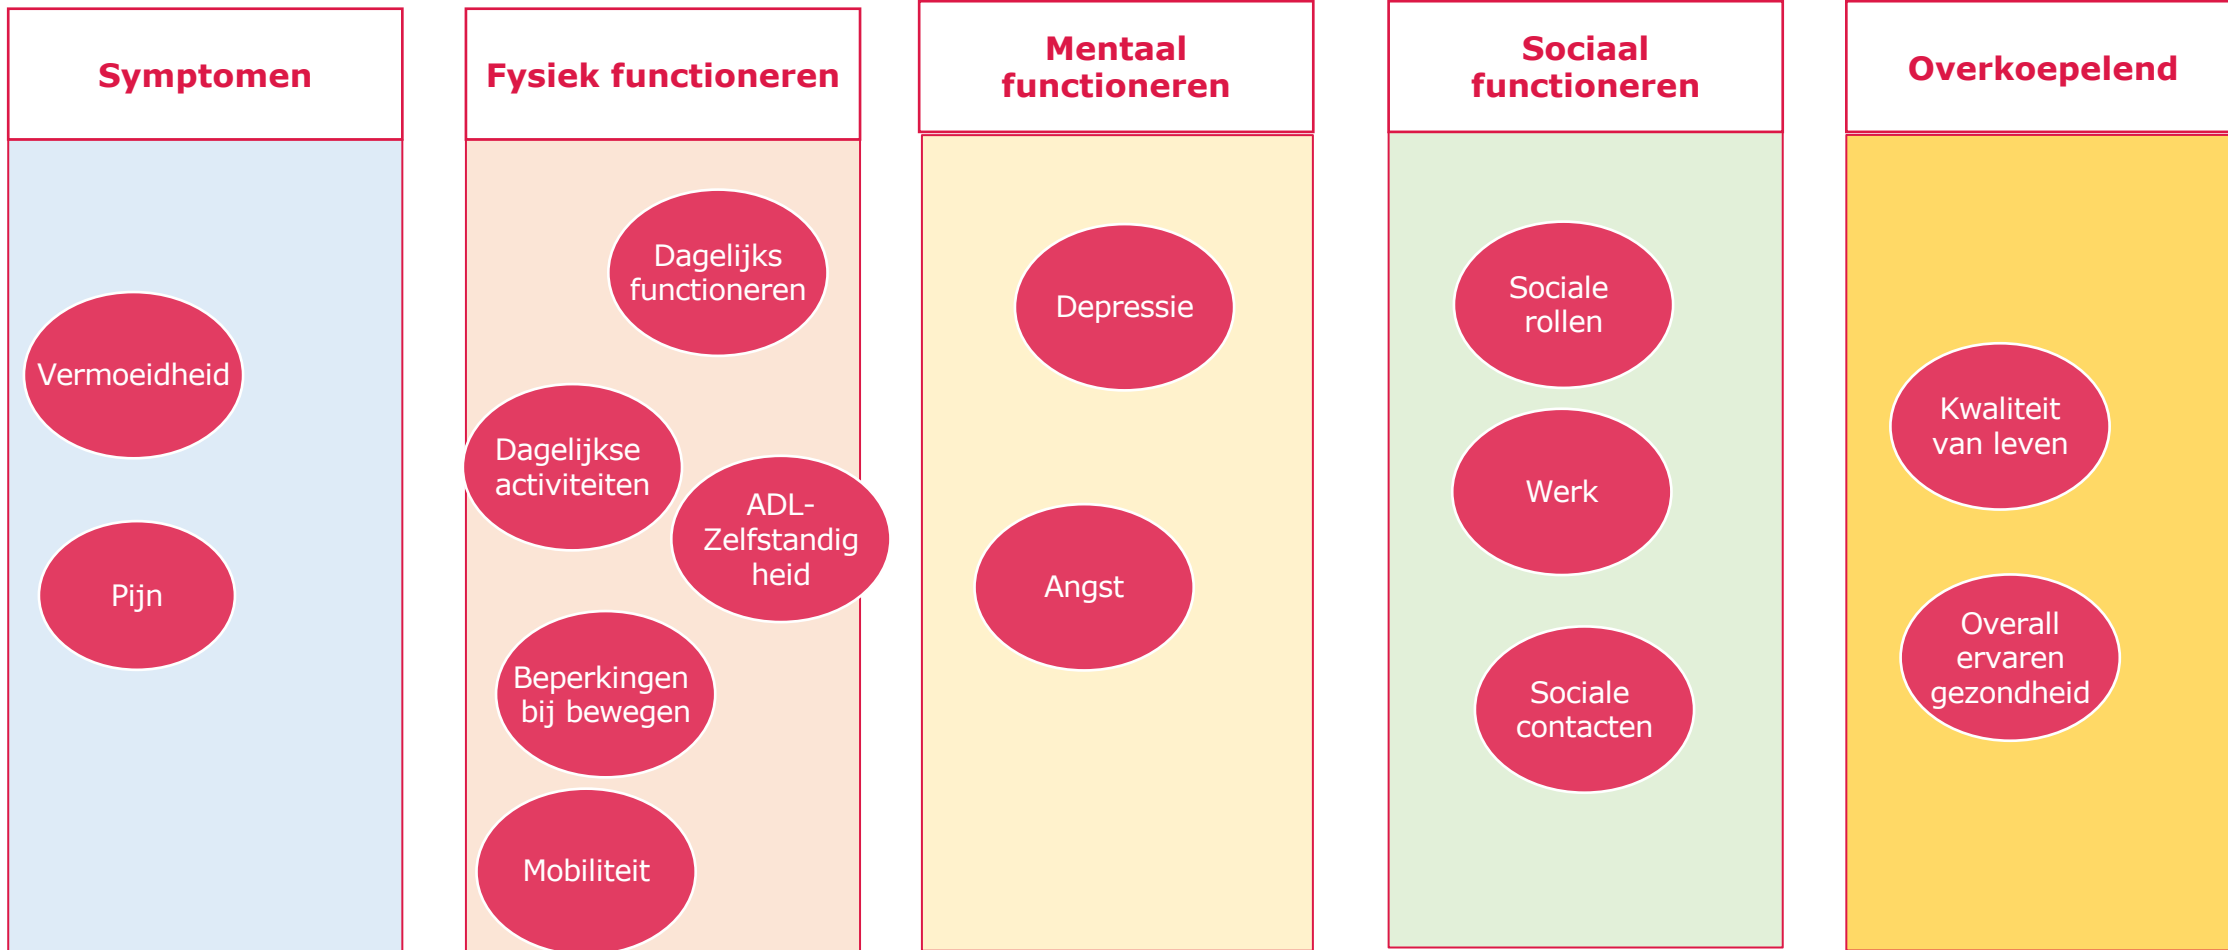 Symptomen
Vermoeidheid
Pijn
Fysiek functioneren
Dagelijks
functioneren
Dagelijkse
activiteiten
ADL-
Zelfstandig
heid
Beperkingen
bij bewegen
Mobiliteit
Mentaal
functioneren
Depressie
Angst
Sociaal
functioneren
Sociale
rollen
Werk
Sociale
contacten
Overkoepelend
Kwaliteit
van leven
Overall
ervaren
gezondheid